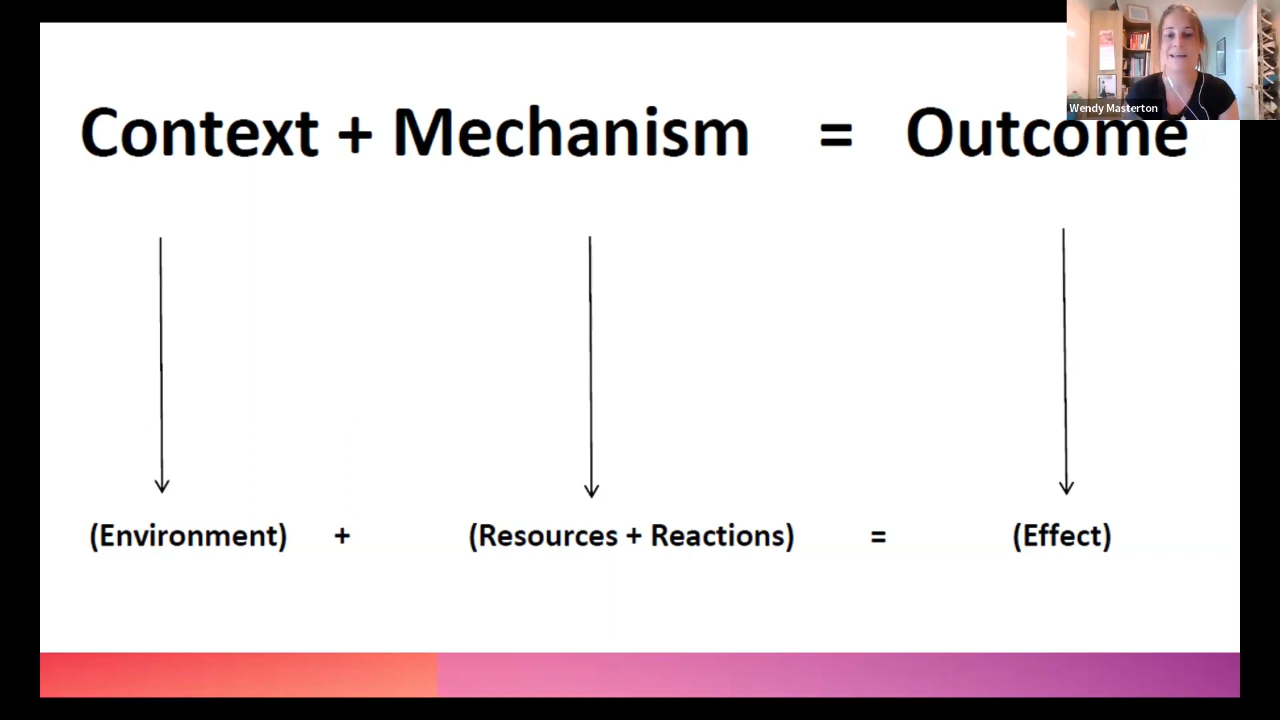 Wendy Masterton
Context + Mechanism = Outcome
(Environment) + (Resources + Reactions) = (Effect)